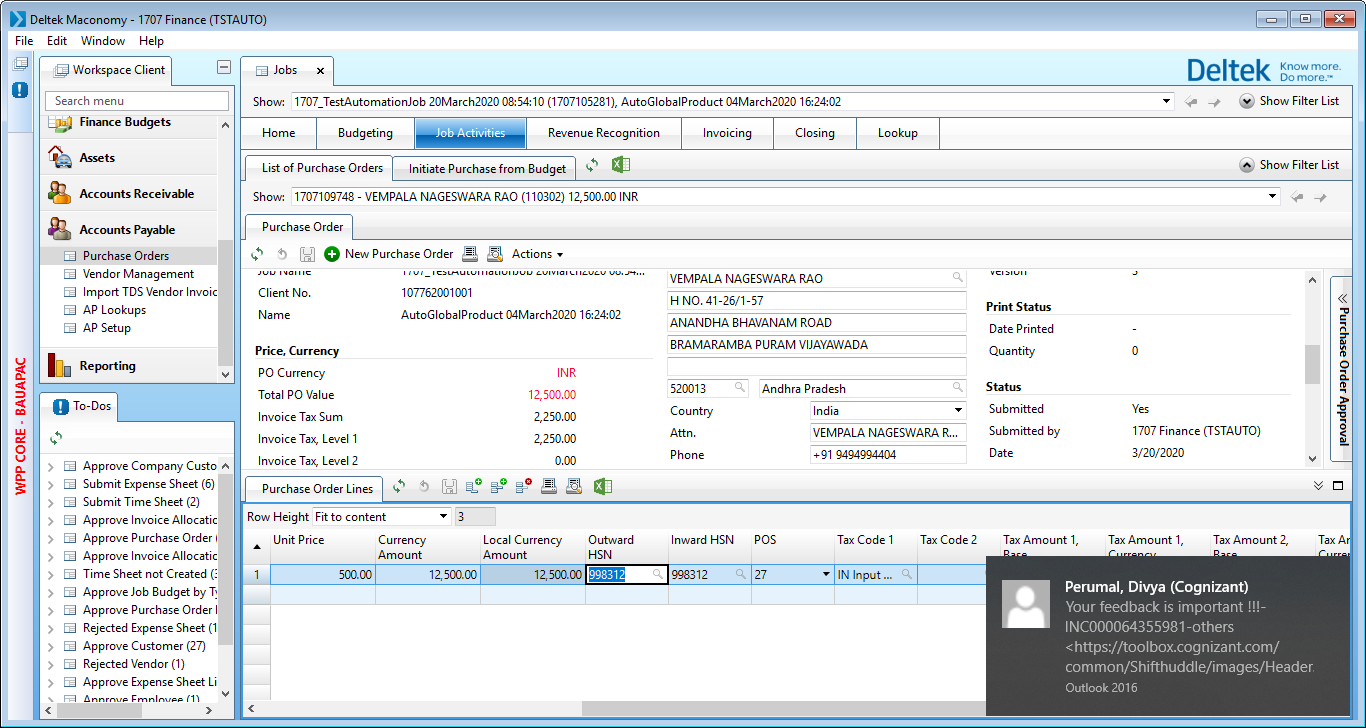 Deltek Maconomy - 1707 Finance (TSTAUTO)
File Edit Window Help
Workspace Client
Search menu
Finance Budgets
Assets
Accounts Receivable
Accounts Payable
Purchase Orders
Vendor Management
Import TDS Vendor Invoic
AP Lookups
AP Setup
Reporting
WPP CORE - BAUAPAC
To-Dos
Approve Company Custo
Submit Expense Sheet (6)
Submit Time Sheet (2)
Approve Invoice Allocatic
Approve Purchase Order (
Approve Invoice Allocatic
Time Sheet not Created (3
Approve Job Budget by Ty
Approve Purchase Order I
Rejected Expense Sheet (1
Approve Customer (27)
Rejected Vendor (1)
Approve Expense Sheet Li
Approve Employee (1)
Jobs
Deltek Know more.
Do more.™
Show: 1707_TestAutomationJob 20March2020 08:54:10 (1707105281), AutoGlobalProduct 04March2020 16:24:02
Show Filter List
Home Budgeting Job Activities Revenue Recognition Invoicing Closing Lookup
List of Purchase Orders Initiate Purchase from Budget
Show Filter List
Show: 1707109748 - VEMPALA NAGESWARA RAO (110302) 12,500.00 INR
Purchase Order
New Purchase Order Actions
Job Name 1707_TestAutomationJob 20March2020 08:54...
Client No. 107762001001
Name AutoGlobalProduct 04March2020 16:24:02
Price, Currency
PO Currency INR
Total PO Value 12,500.00
Invoice Tax Sum 2,250.00
Invoice Tax, Level 1 2,250.00
Invoice Tax, Level 2 0.00
VEMPALA NAGESWARA RAO
H NO. 41-26/1-57
ANANDHA BHAVANAM ROAD
BRAMARAMBA PURAM VIJAYAWADA
520013 Andhra Pradesh
Country India
Attn. VEMPALA NAGESWARA R...
Phone +91 9494994404
Version 3
Print Status
Date Printed -
Quantity 0
Status
Submitted Yes
Submitted by 1707 Finance (TSTAUTO)
Date 3/20/2020
Purchase Order Approval
Purchase Order Lines
Row Height Fit to content 3
Unit Price Currency Amount Local Currency Amount Outward HSN Inward HSN POS Tax Code 1 Tax Code 2 Tax Amount 1, Base Tax Amount 1, Currency Tax Amount 2, Base Tax Am Curre
1 500.00 12,500.00 12,500.00 998312 998312 27 IN Input ...
Perumal, Divya (Cognizant)
Your feedback is important !!!-
INC000064355981-others
<https://toolbox.cognizant.com/
common/Shifthuddle/images/Header.
Outlook 2016